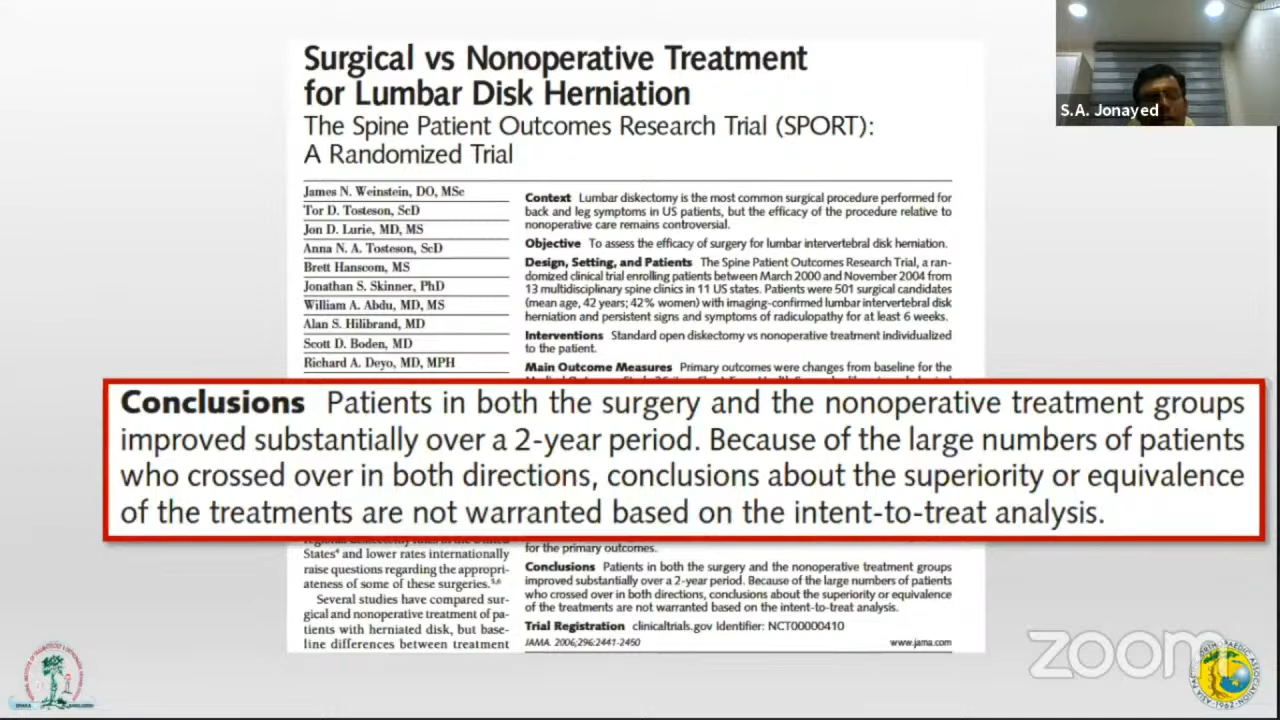 Surgical vs Nonoperative Treatment
for Lumbar Disk Herniation
The Spine Patient Outcomes Research Trial (SPORT):
A Randomized Trial
James N. Weinstein, DO, MSc
Tor D. Tosteson, ScD
Jon D. Lurie, MD, MS
Anna N. A. Tosteson, ScD
Brett Hanscom, MS
Jonathan S. Skinner, PhD
William A. Abdu, MD, MS
Alan S. Hilibrand, MD
Scott D. Boden, MD
Richard A. Deyo, MD, MPH
Context Lumbar diskectomy is the most common surgical procedure performed for
back and leg symptoms in US patients, but the efficacy of the procedure relative to
nonoperative care remains controversial.
Objective To assess the efficacy of surgery for lumbar intervertebral disk herniation.
Design, Setting, and Patients The Spine Patient Outcomes Research Trial, a ran-
domized clinical trial enrolling patients between March 2000 and November 2004 from
13 multidisciplinary spine clinics in 11 US states. Patients were 501 surgical candidates
(mean age, 42 years; 42% women) with imaging-confirmed lumbar intervertebral disk
herniation and persistent signs and symptoms of radiculopathy for at least 6 weeks.
Interventions Standard open diskectomy vs nonoperative treatment individualized
to the patient.
Main Outcome Measures Primary outcomes were changes from baseline for the
Conclusions Patients in both the surgery and the nonoperative treatment groups
improved substantially over a 2-year period. Because of the large numbers of patients
who crossed over in both directions, conclusions about the superiority or equivalence
of the treatments are not warranted based on the intent-to-treat analysis.
States⁴ and lower rates internationally
raise questions regarding the appropri-
ateness of some of these surgeries.⁵,⁶
Several studies have compared sur-
gical and nonoperative treatment of pa-
tients with herniated disk, but base-
line differences between treatment
for the primary outcomes.
Conclusions Patients in both the surgery and the nonoperative treatment groups
improved substantially over a 2-year period. Because of the large numbers of patients
who crossed over in both directions, conclusions about the superiority or equivalence
of the treatments are not warranted based on the intent-to-treat analysis.
Trial Registration clinicaltrials.gov Identifier: NCT00000410
JAMA. 2006;296:2441-2450
www.jama.com
S.A. Jonayed
zoom